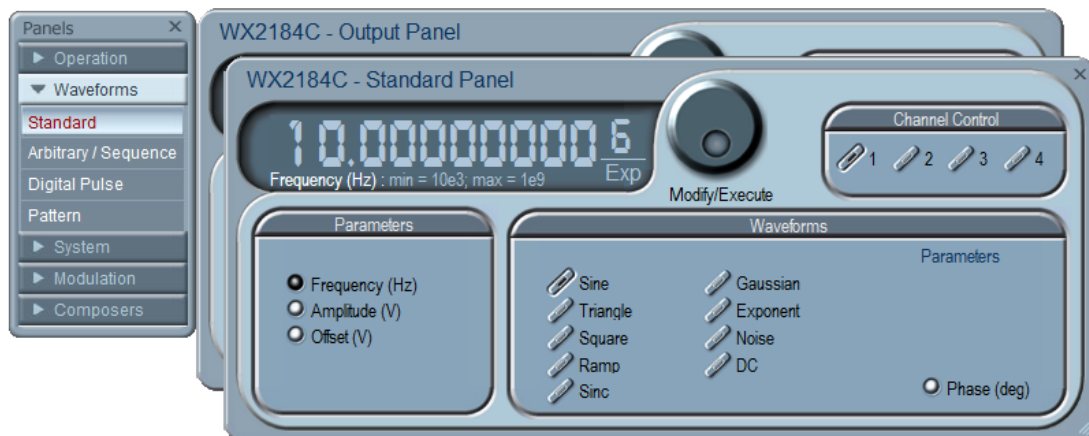 Panels
Operation
Waveforms
Standard
Arbitrary / Sequence
Digital Pulse
Pattern
System
Modulation
Composers
WX2184C - Output Panel
WX2184C - Standard Panel
10.00000000 6
Exp
Frequency (Hz) : min = 10e3; max = 1e9
Modify/Execute
Channel Control
1 2 3 4
Parameters
Frequency (Hz)
Amplitude (V)
Offset (V)
Waveforms
Sine
Triangle
Square
Ramp
Sinc
Gaussian
Exponent
Noise
DC
Parameters
Phase (deg)